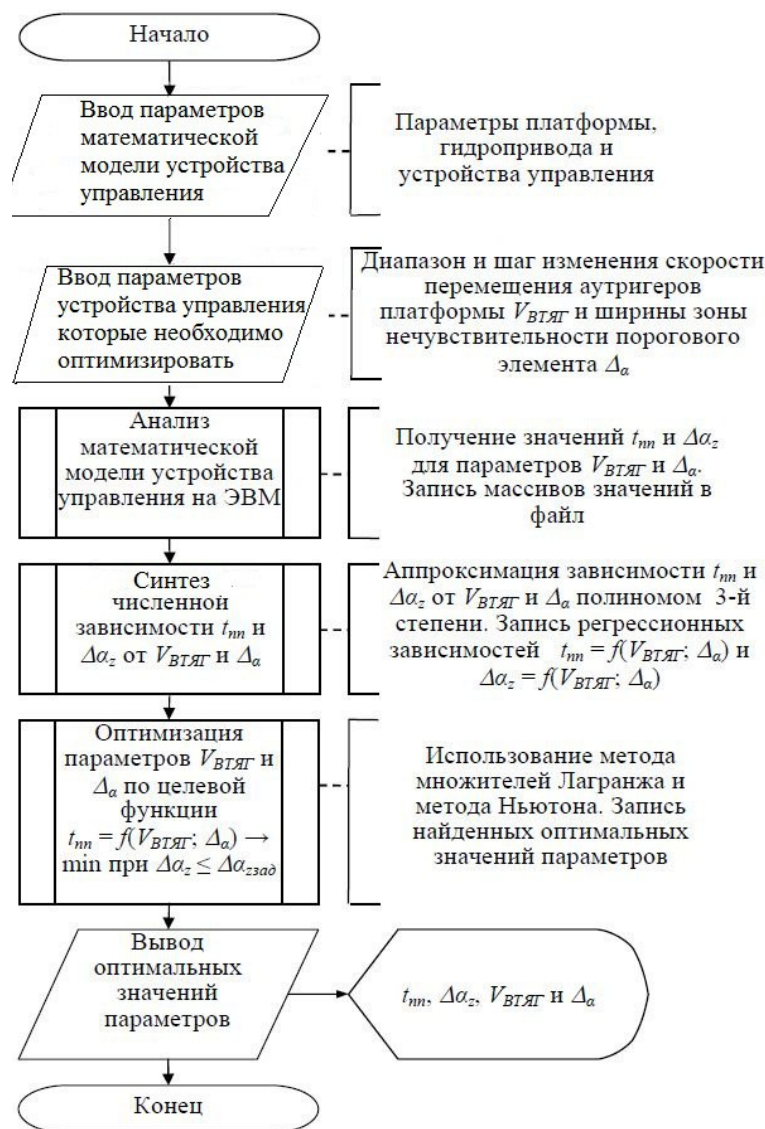 Начало
Ввод параметров
математической
модели устройства
управления
Параметры платформы,
гидропривода и
устройства управления
Ввод параметров
устройства управления
которые необходимо
оптимизировать
Диапазон и шаг изменения скорости
перемещения аутригеров
платформы VВТЯГ и ширины зоны
нечувствительности порогового
элемента Δα
Анализ
математической
модели устройства
управления на ЭВМ
Получение значений tпп и Δαz
для параметров VВТЯГ и Δα.
Запись массивов значений в
файл
Синтез
численной
зависимости tпп и
Δαz от VВТЯГ и Δα
Аппроксимация зависимости tпп и
Δαz от VВТЯГ и Δα полиномом 3-й
степени. Запись регрессионных
зависимостей tпп = f(VВТЯГ; Δα) и
Δαz = f(VВТЯГ; Δα)
Оптимизация
параметров VВТЯГ и
Δα по целевой
функции
tпп = f(VВТЯГ; Δα) →
min при Δαz ≤ Δαzзад
Использование метода
множителей Лагранжа и
метода Ньютона. Запись
найденных оптимальных
значений параметров
Вывод
оптимальных
значений
параметров
tпп, Δαz, VВТЯГ и Δα
Конец